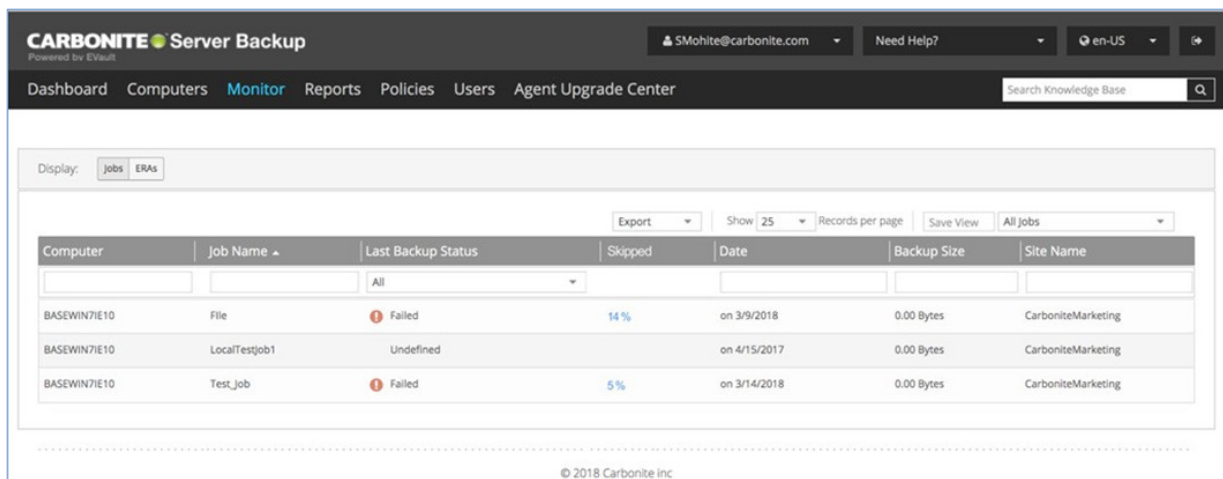 CARBONITE Server Backup
Powered by EVault
SMohite@carbonite.com
Need Help?
en-US
Dashboard Computers Monitor Reports Policies Users Agent Upgrade Center
Search Knowledge Base
Display: Jobs ERAs
Export Show 25 Records per page Save View All Jobs
Computer Job Name Last Backup Status Skipped Date Backup Size Site Name
All
BASEWIN7IE10 FIle Failed 14 % on 3/9/2018 0.00 Bytes CarboniteMarketing
BASEWIN7IE10 LocalTestJob1 Undefined on 4/15/2017 0.00 Bytes CarboniteMarketing
BASEWIN7IE10 Test_Job Failed 5 % on 3/14/2018 0.00 Bytes CarboniteMarketing
© 2018 Carbonite inc